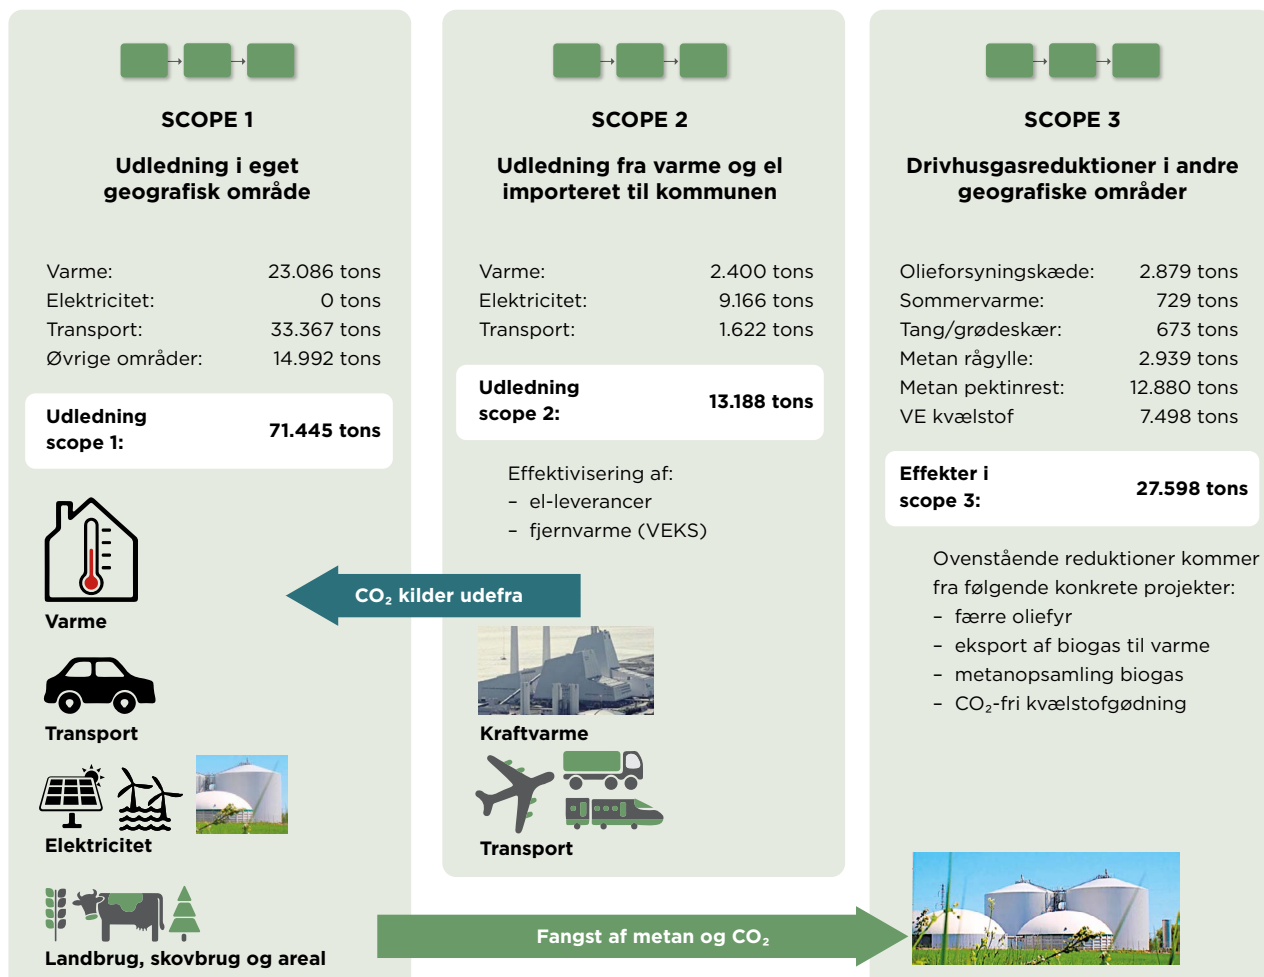 SCOPE 1
Udledning i eget
geografisk område
Varme: 23.086 tons
Elektricitet: 0 tons
Transport: 33.367 tons
Øvrige områder: 14.992 tons
Udledning
scope 1: 71.445 tons
Varme
Transport
Elektricitet
Landbrug, skovbrug og areal
SCOPE 2
Udledning fra varme og el
importeret til kommunen
Varme: 2.400 tons
Elektricitet: 9.166 tons
Transport: 1.622 tons
Udledning
scope 2: 13.188 tons
Effektivisering af:
– el-leverancer
– fjernvarme (VEKS)
CO₂ kilder udefra
Kraftvarme
Transport
SCOPE 3
Drivhusgasreduktioner i andre
geografiske områder
Olieforsyningskæde: 2.879 tons
Sommervarme: 729 tons
Tang/grødeskær: 673 tons
Metan rågylle: 2.939 tons
Metan pektinrest: 12.880 tons
VE kvælstof 7.498 tons
Effekter i
scope 3: 27.598 tons
Ovenstående reduktioner kommer
fra følgende konkrete projekter:
– færre oliefyr
– eksport af biogas til varme
– metanopsamling biogas
– CO₂-fri kvælstofgødning
Fangst af metan og CO₂